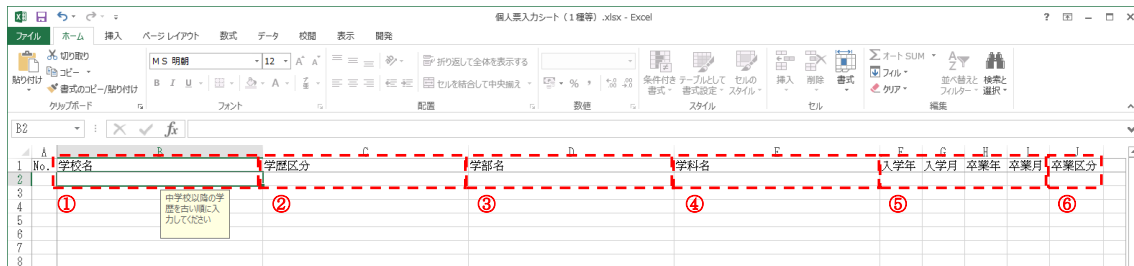 個人票入力シート（１種等）.xlsx - Excel
ファイル ホーム 挿入 ページ レイアウト 数式 データ 校閲 表示 開発
貼り付け
切り取り
コピー
書式のコピー/貼り付け
クリップボード
ＭＳ 明朝 12
B I U
フォント
折り返して全体を表示する
セルを結合して中央揃え
配置
% ,
数値
条件付き書式
テーブルとして書式設定
セルのスタイル
スタイル
挿入 削除 書式
セル
オート SUM
フィル
クリア
並べ替えと フィルター
検索と 選択
編集
B2 fx
A B C D E F G H I J
1 No. 学校名 学歴区分 学部名 学科名 入学年 入学月 卒業年 卒業月 卒業区分
2
3
① ② ③ ④ ⑤ ⑥
中学校以降の学
歴を古い順に入
力してください
4
5
6
7
8